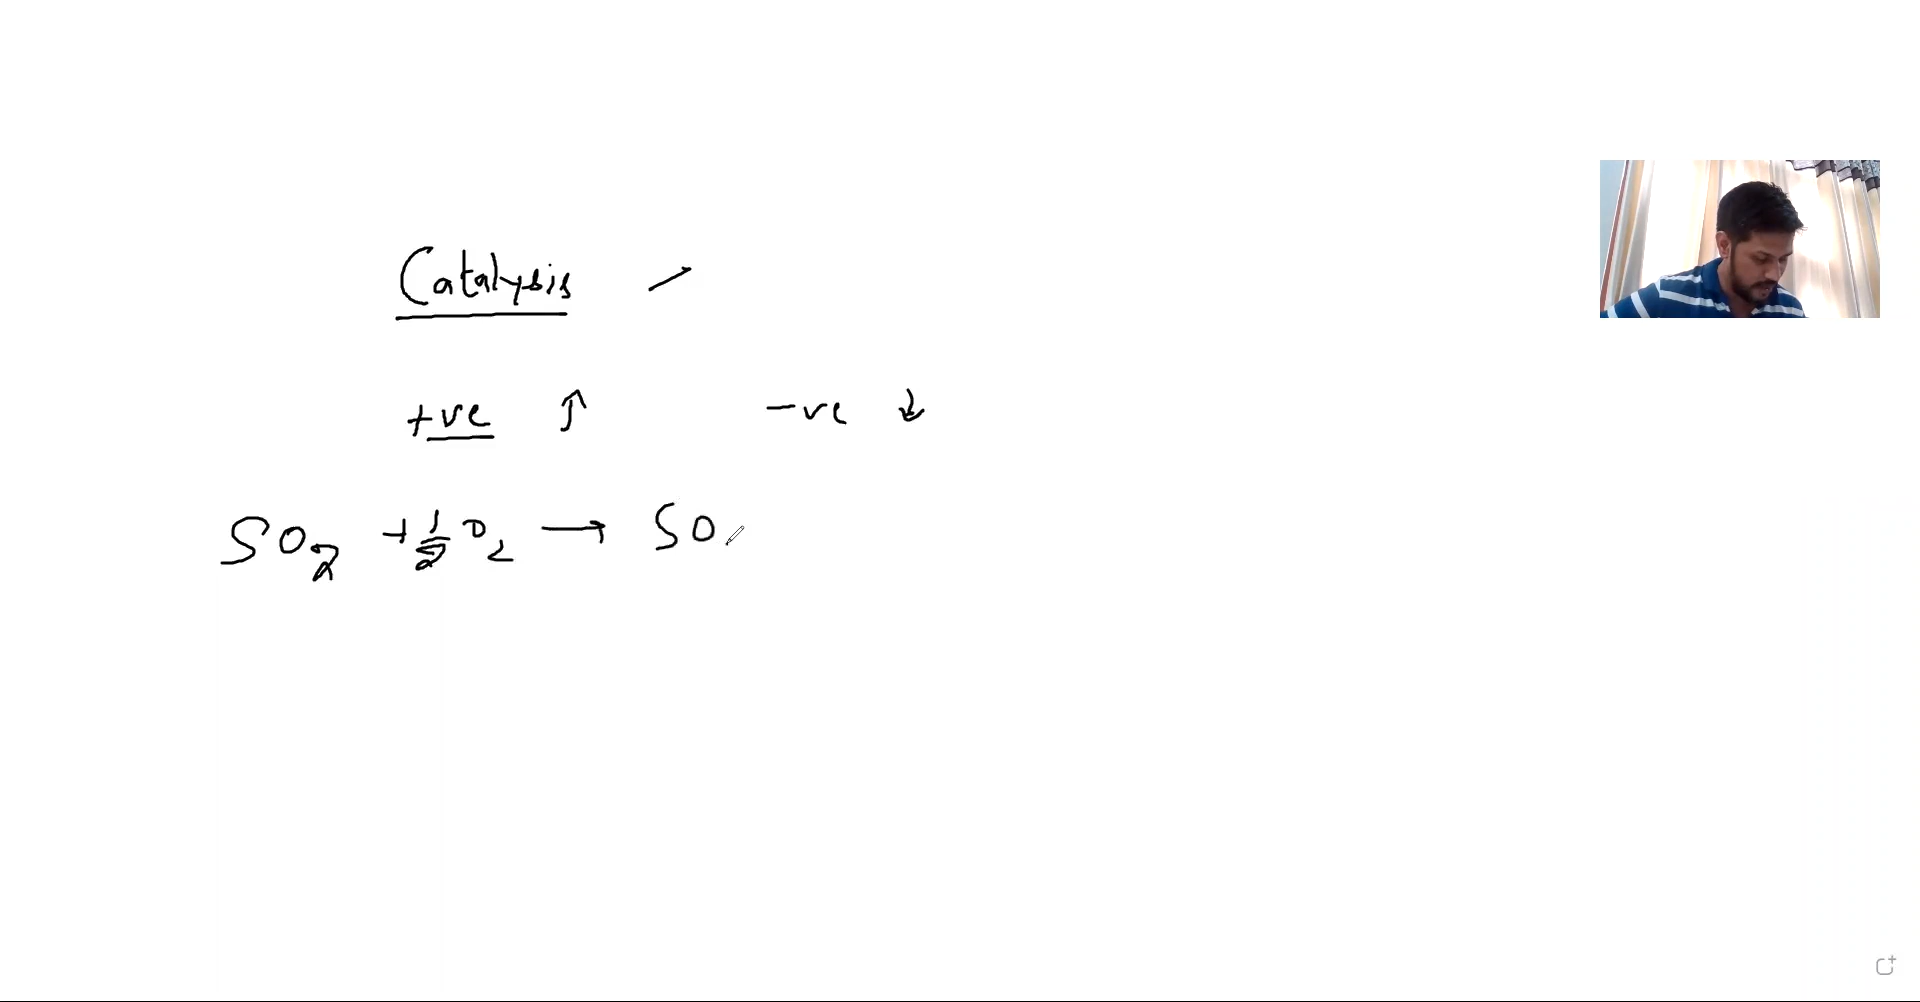 Catalysis
+ve ↑ -ve ↓
SO₂ + 1/2 O₂ → SO